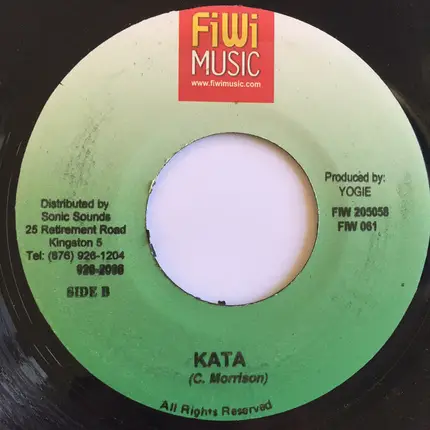 FiWi
MUSIC
www.fiwimusic.com
Distributed by
Sonic Sounds
25 Retirement Road
Kingston 5
Tel: (876) 926-1204
926-2096
SIDE B
Produced by:
YOGIE
FIW 205058
FIW 061
KATA
(C. Morrison)
All Rights Reserved